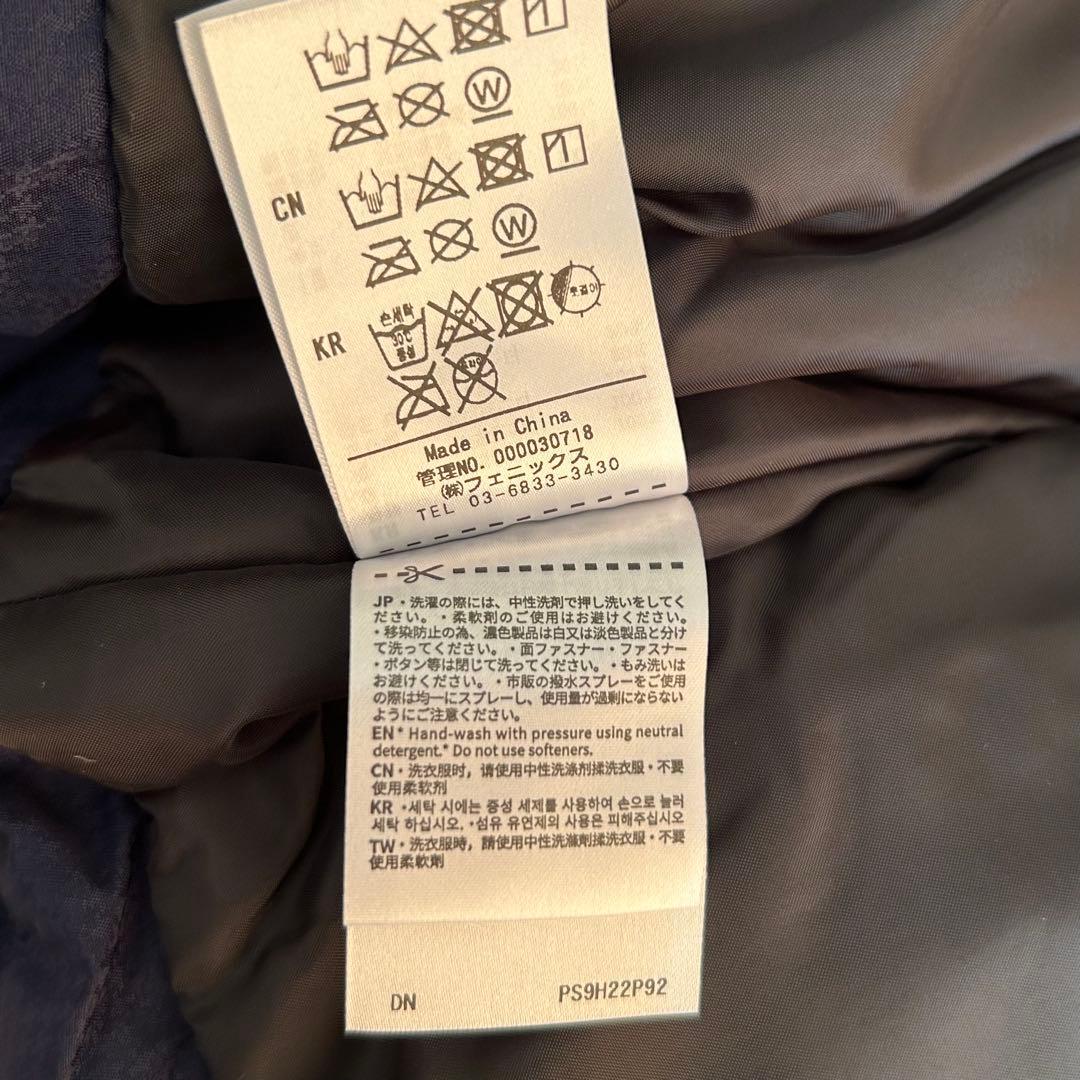 W
CN
W
KR
손세탁
30℃
중성
옷걸이
Made in China
管理NO. 000030718
㈱フェニックス
TEL 03-6833-3430
JP・洗濯の際には、中性洗剤で押し洗いをしてく
ださい。・柔軟剤のご使用はお避けください。
・移染防止の為、濃色製品は白又は淡色製品と分け
て洗ってください。・面ファスナー・ファスナー
・ボタン等は閉じて洗ってください。・もみ洗いは
お避けください。・市販の撥水スプレーをご使用
の際は均一にスプレーし、使用量が過剰にならない
ようにご注意ください。
EN* Hand-wash with pressure using neutral
detergent.* Do not use softeners.
CN・洗衣服时，请使用中性洗涤剂揉洗衣服・不要
使用柔软剂
KR・세탁 시에는 중성 세제를 사용하여 손으로 눌러
세탁 하십시오. ・섬유 유연제의 사용은 피해주십시오
TW・洗衣服時，請使用中性洗滌劑揉洗衣服・不要
使用柔軟劑
DN PS9H22P92